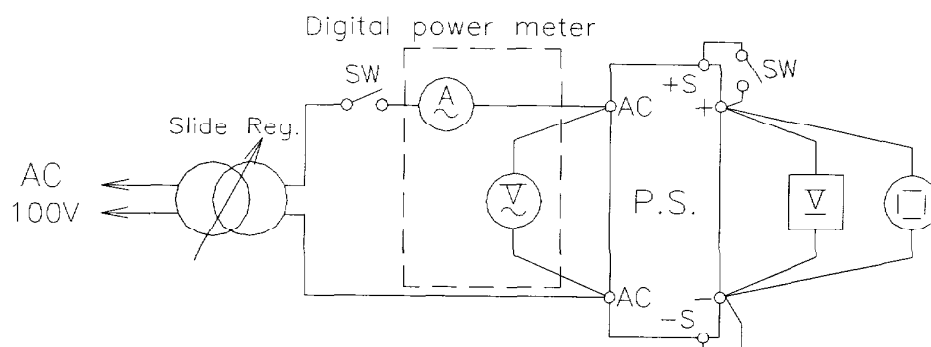 Digital power meter
SW
A
+S
SW
AC
+
Slide Reg.
AC
100V
V
P.S.
V
AC
−
−S